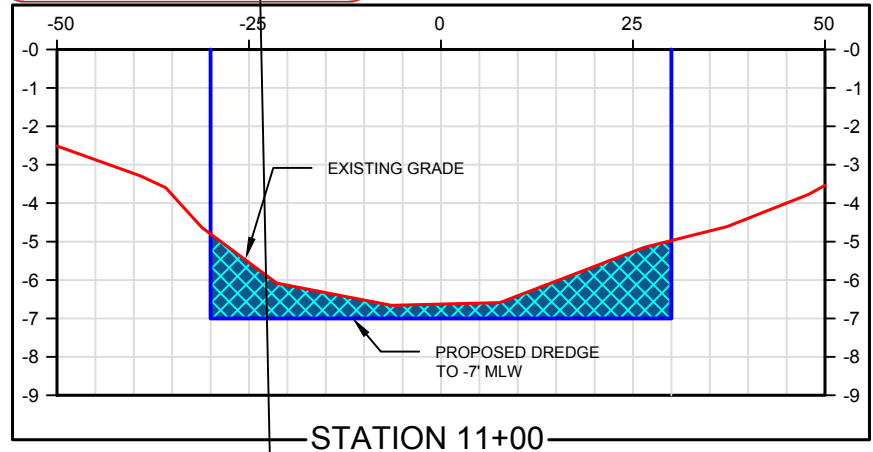 -50 -25 0 25 50
-0 -0
-1 -1
-2 -2
-3 -3
EXISTING GRADE
-4 -4
-5 -5
-6 -6
-7 -7
PROPOSED DREDGE
TO -7' MLW
-8 -8
-9 -9
STATION 11+00